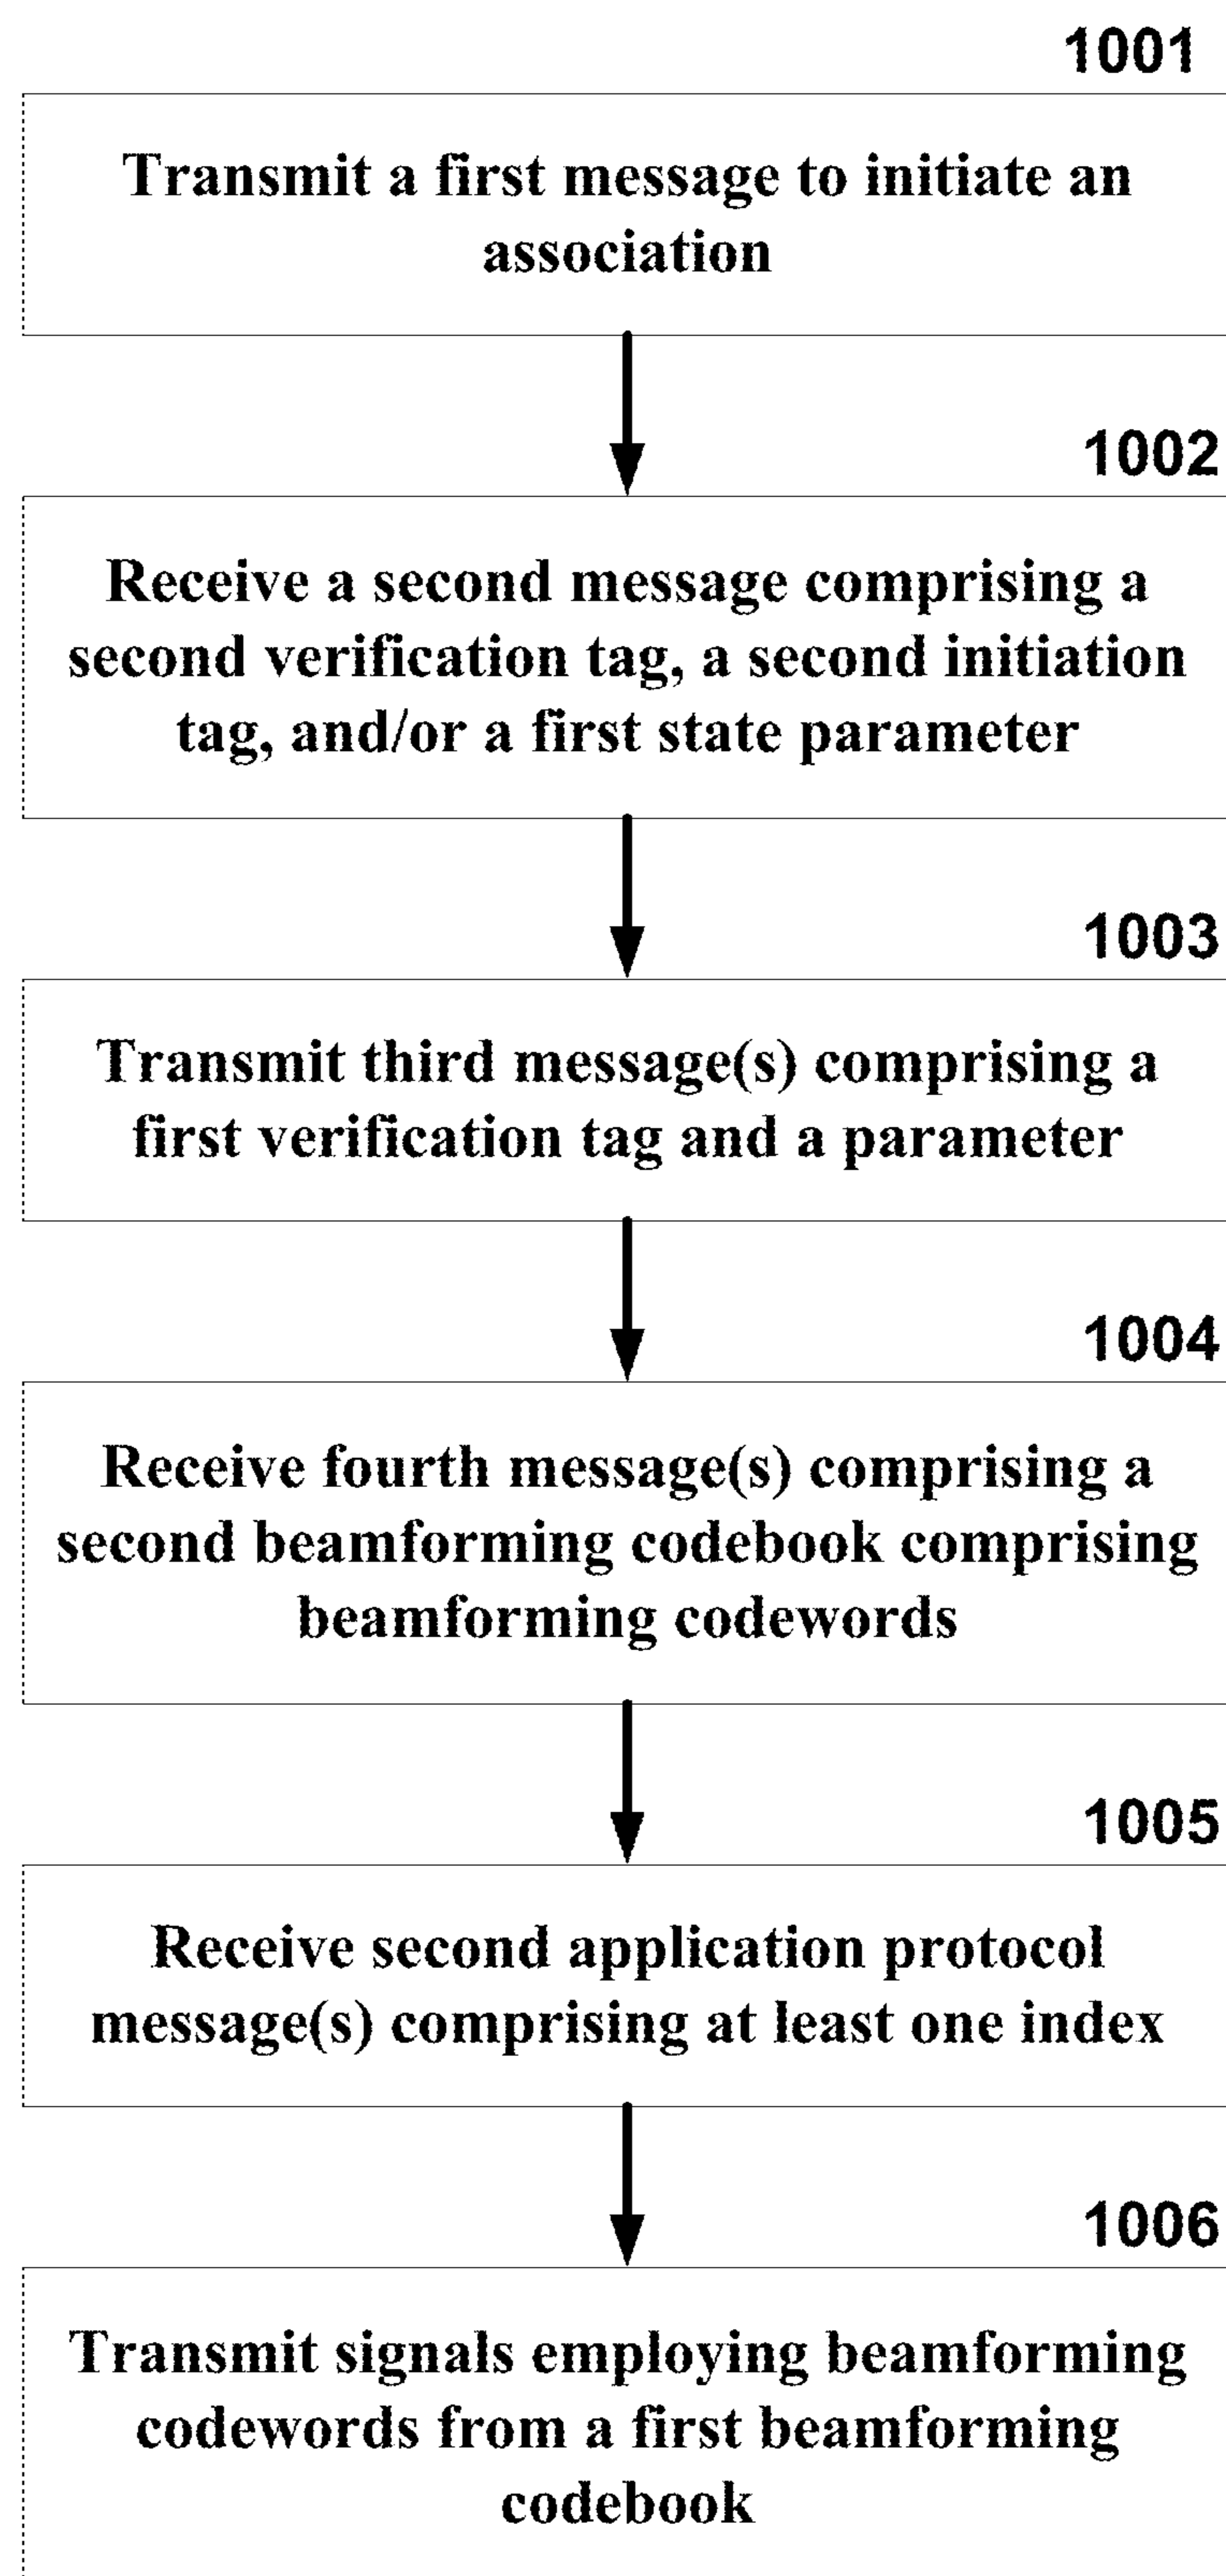 1001
Transmit a first message to initiate an
association
1002
Receive a second message comprising a
second verification tag, a second initiation
tag, and/or a first state parameter
1003
Transmit third message(s) comprising a
first verification tag and a parameter
1004
Receive fourth message(s) comprising a
second beamforming codebook comprising
beamforming codewords
1005
Receive second application protocol
message(s) comprising at least one index
1006
Transmit signals employing beamforming
codewords from a first beamforming
codebook